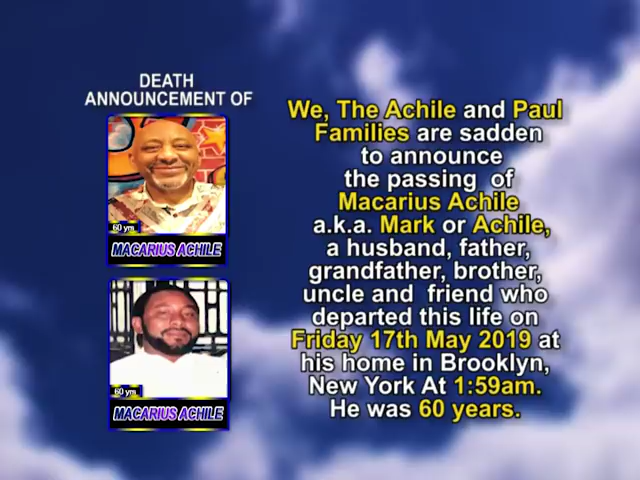 DEATH
ANNOUNCEMENT OF
60 yrs
MACARIUS ACHILE
60 yrs
MACARIUS ACHILE
We, The Achile and Paul
Families are sadden
to announce
the passing of
Macarius Achile
a.k.a. Mark or Achile,
a husband, father,
grandfather, brother,
uncle and friend who
departed this life on
Friday 17th May 2019 at
his home in Brooklyn,
New York At 1:59am.
He was 60 years.